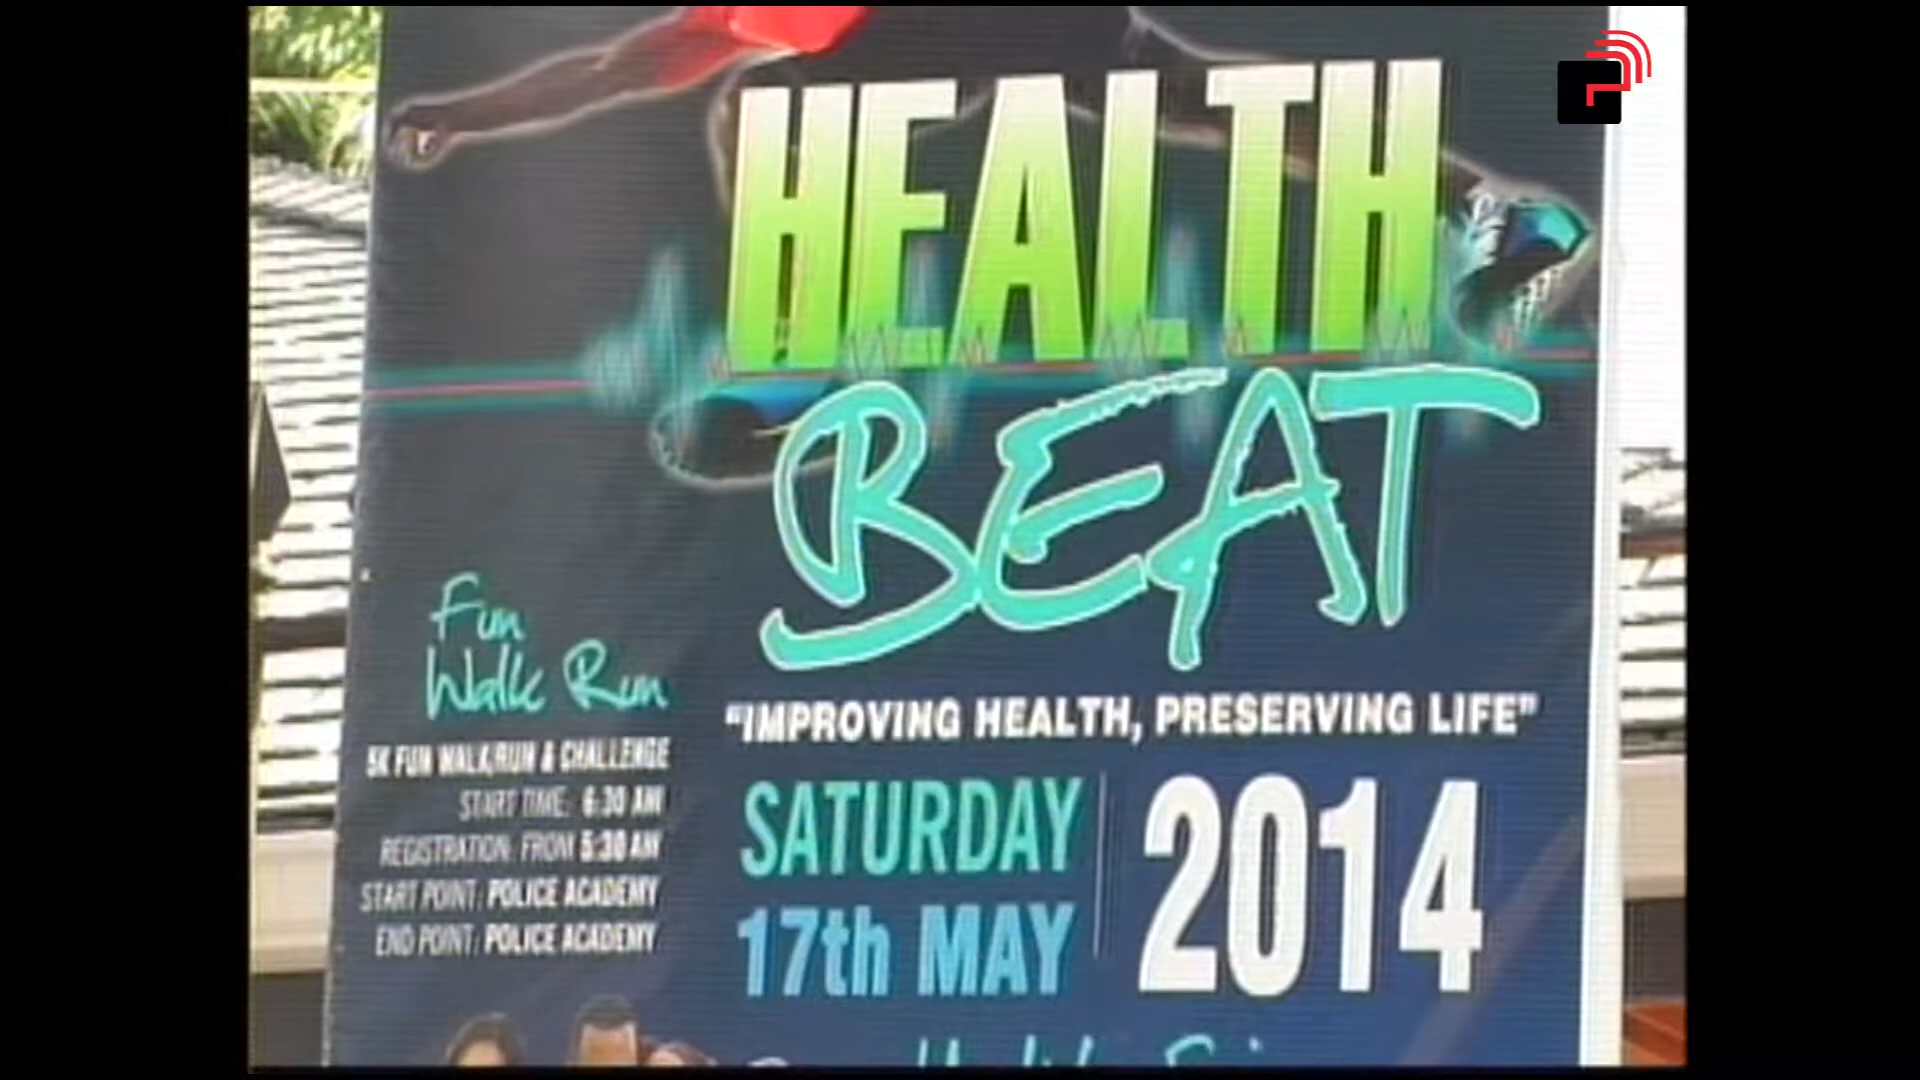 HEALTH
BEAT
Fun
Walk Run
"IMPROVING HEALTH, PRESERVING LIFE"
5K FUN WALK/RUN & CHALLENGE
START TIME: 6:30 AM
REGISTRATION: FROM 5:30 AM
START POINT: POLICE ACADEMY
END POINT: POLICE ACADEMY
SATURDAY
17th MAY
2014